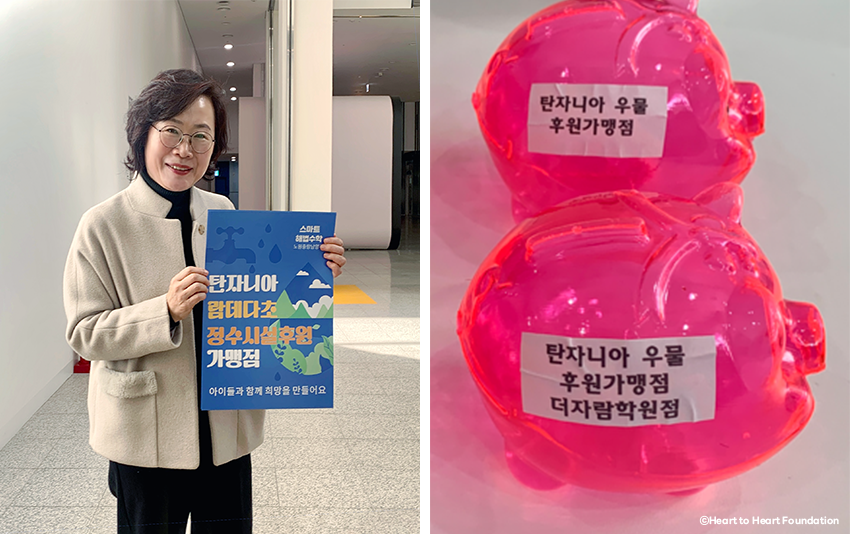 스마트
해법수학
탄자니아
람데다초
정수시설후원
가맹점
아이들과 함께 희망을 만들어요
탄자니아 우물
후원가맹점
탄자니아 우물
후원가맹점
더자람학원점
©Heart to Heart Foundation